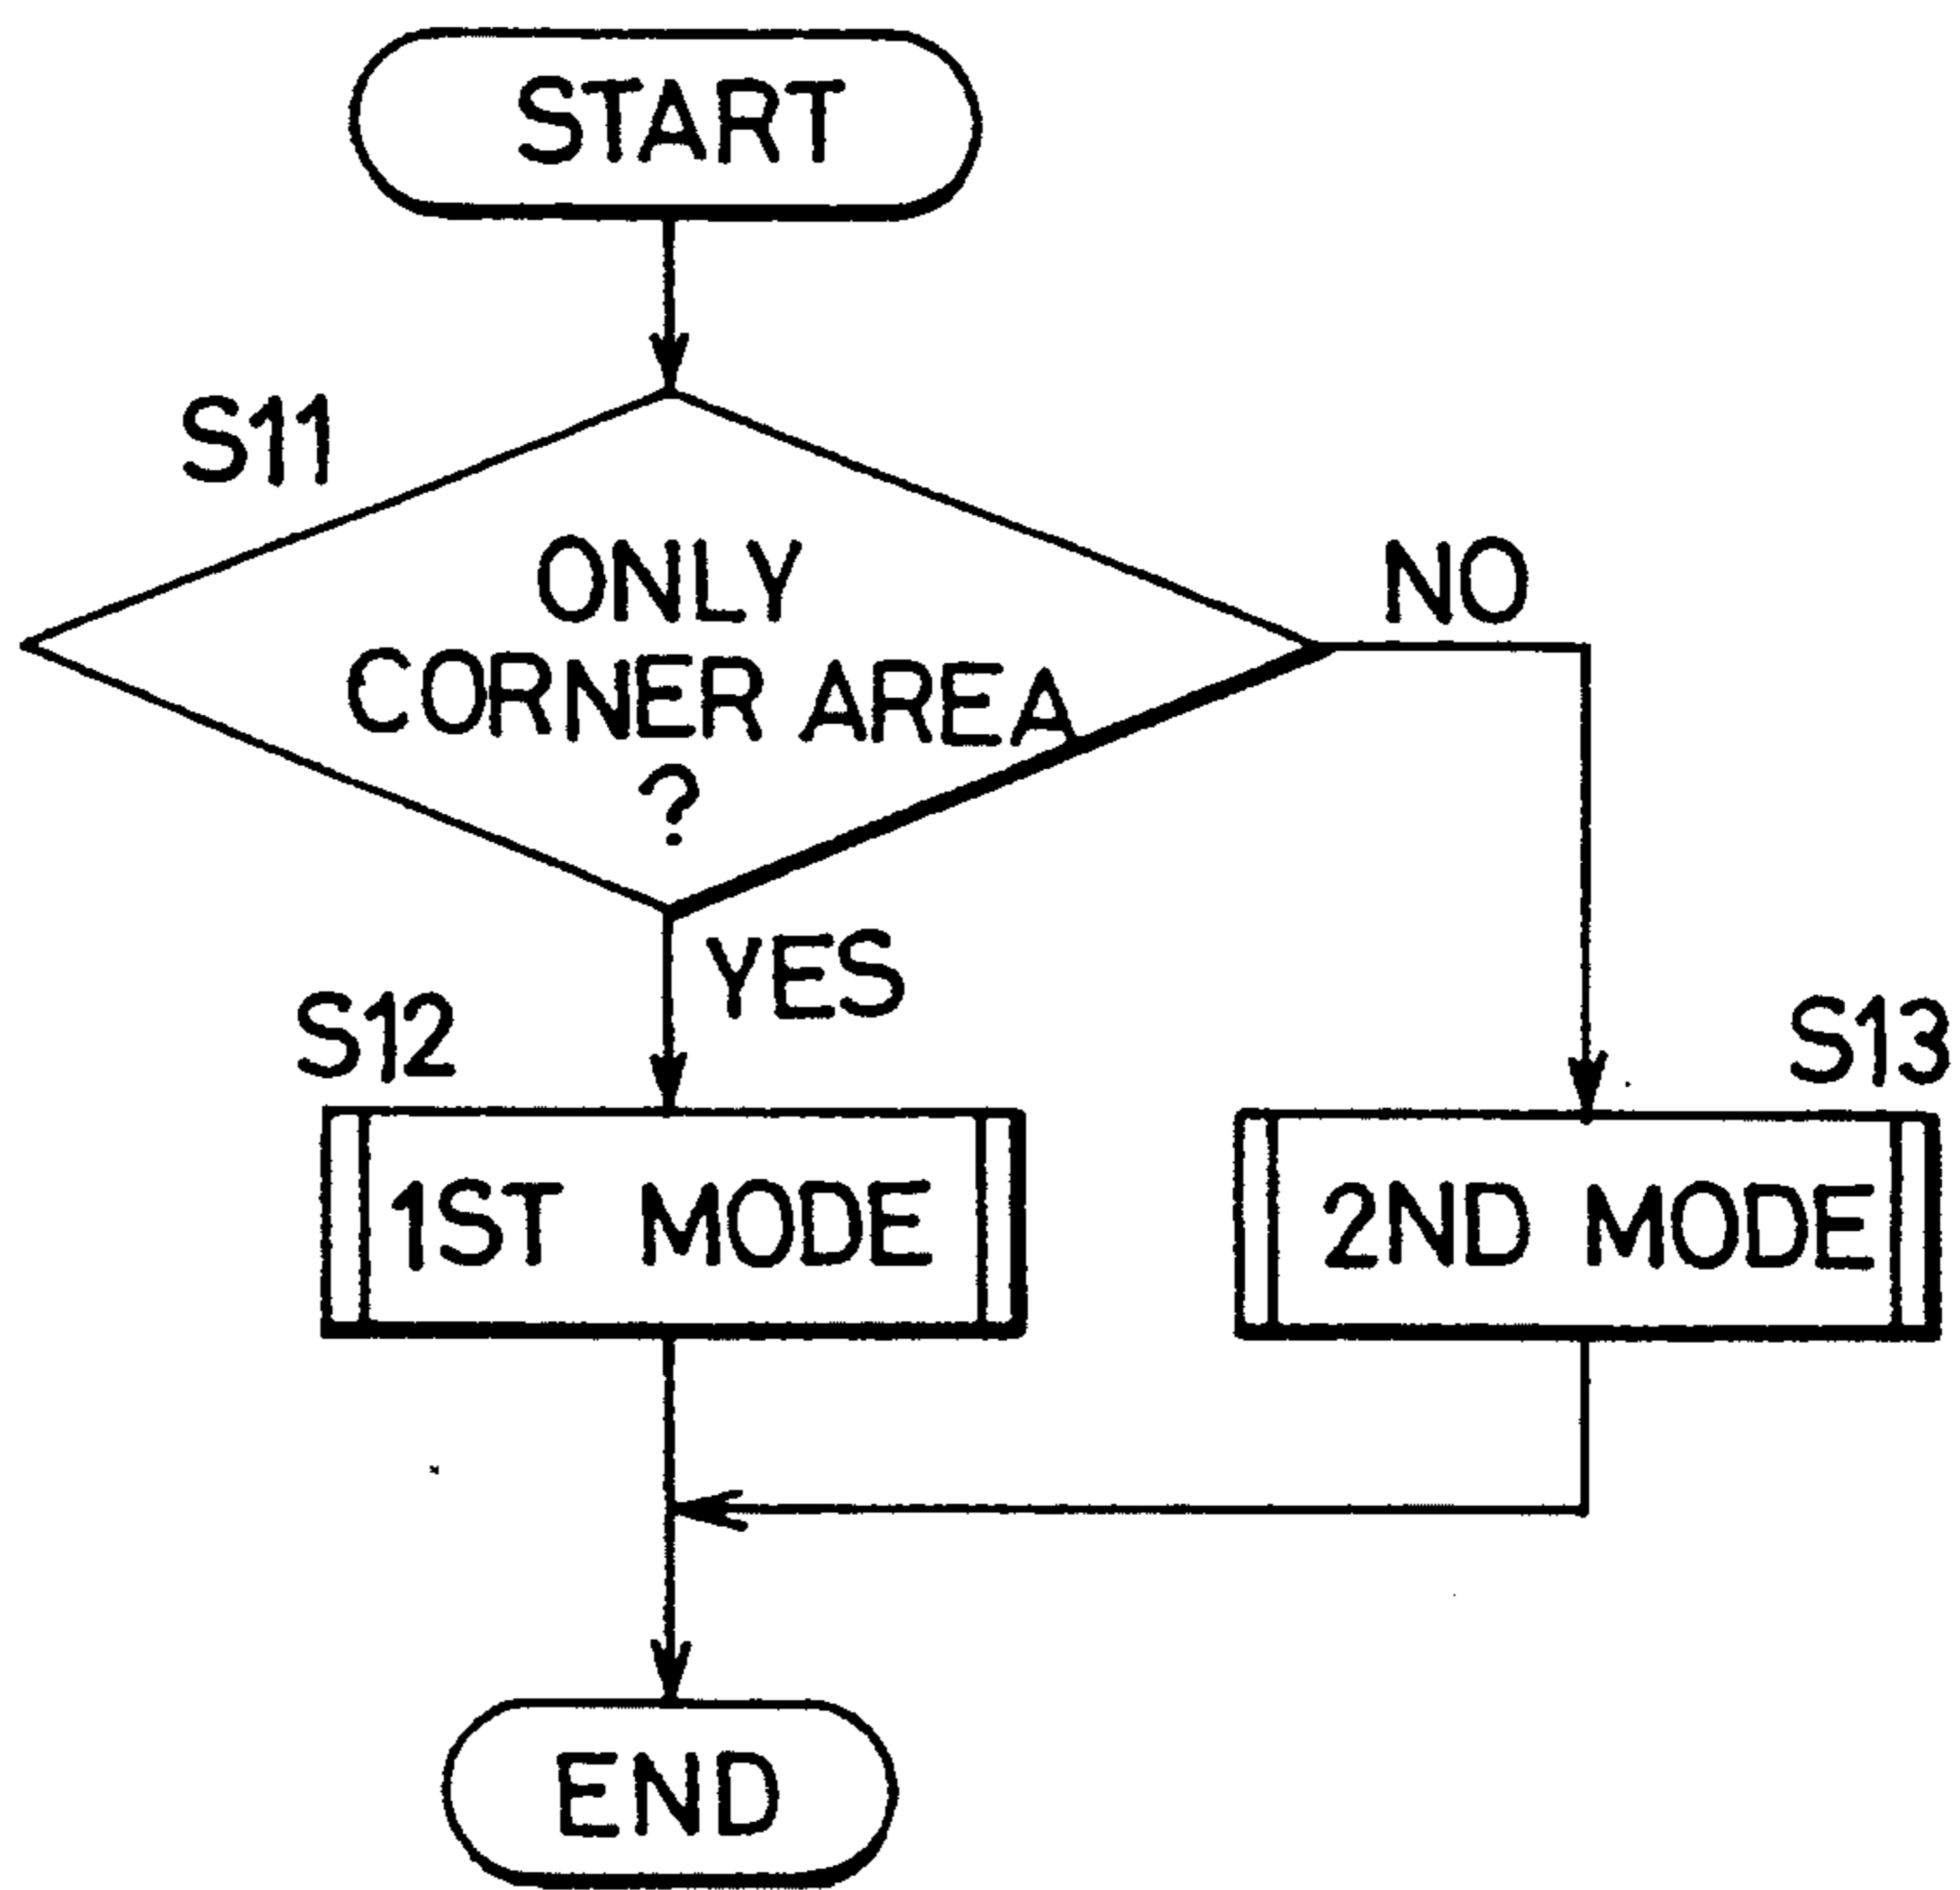 START
S11
ONLY
CORNER AREA
?
NO
YES
S12
S13
1ST MODE
2ND MODE
END